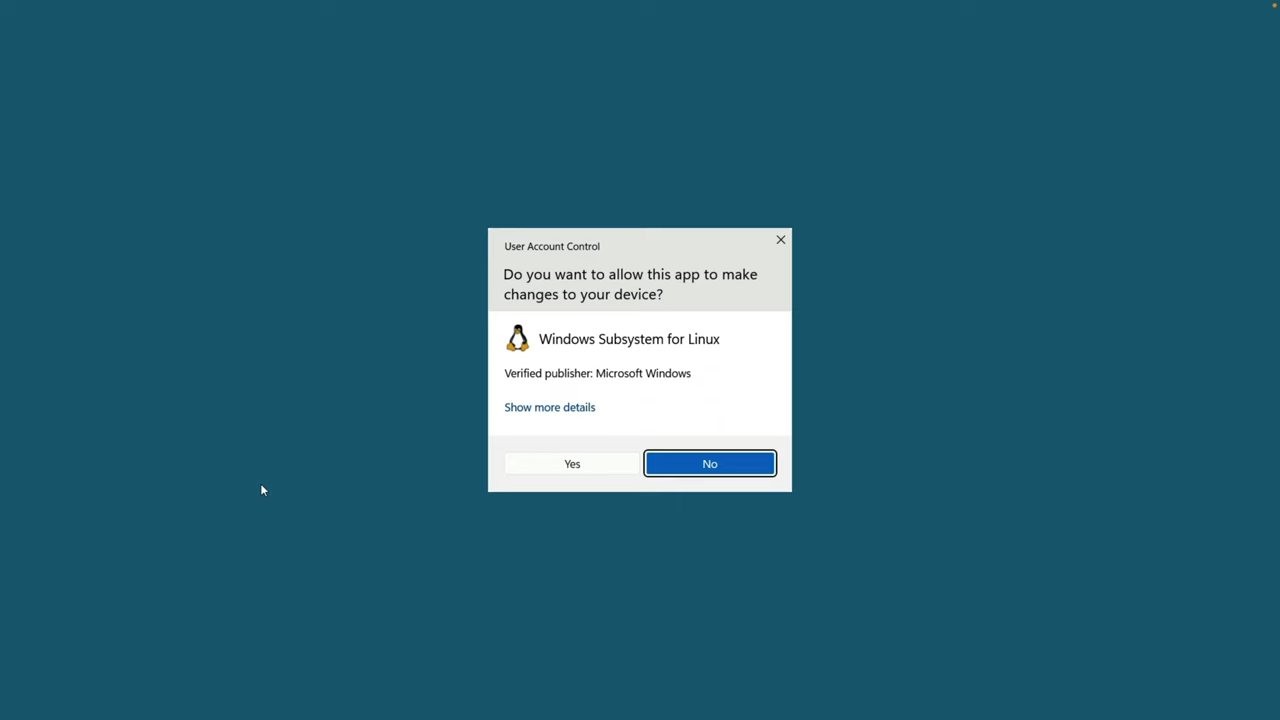 User Account Control
Do you want to allow this app to make
changes to your device?
Windows Subsystem for Linux
Verified publisher: Microsoft Windows
Show more details
Yes
No